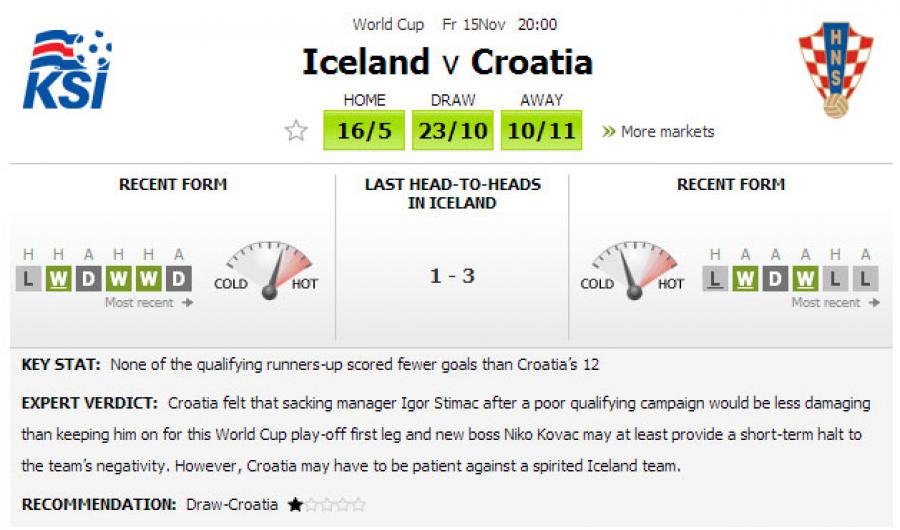 World Cup Fr 15Nov 20:00
KSI
Iceland v Croatia
HNS
HOME DRAW AWAY
16/5 23/10 10/11 » More markets
RECENT FORM
H H A H H A
L W D W W D
Most recent
COLD HOT
LAST HEAD-TO-HEADS
IN ICELAND
1 - 3
RECENT FORM
COLD HOT
H A A A H A
L W D W L L
Most recent
KEY STAT: None of the qualifying runners-up scored fewer goals than Croatia's 12
EXPERT VERDICT: Croatia felt that sacking manager Igor Stimac after a poor qualifying campaign would be less damaging
than keeping him on for this World Cup play-off first leg and new boss Niko Kovac may at least provide a short-term halt to
the team's negativity. However, Croatia may have to be patient against a spirited Iceland team.
RECOMMENDATION: Draw-Croatia